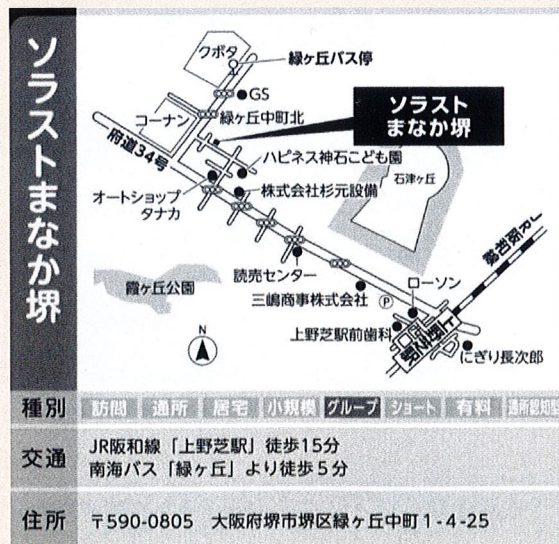 ソラストまなか堺
クボタ
緑ヶ丘バス停
GS
緑ヶ丘中町北
コーナン
ソラスト
まなか堺
府道34号
ハピネス神石こども園
石津ヶ丘
オートショップ
タナカ
株式会社杉元設備
JR阪和線
読売センター
霞ヶ丘公園
三嶋商事株式会社
P
ローソン
上野芝駅前歯科
上野芝駅
にぎり長次郎
N
種別 訪問 通所 居宅 小規模 グループ ショート 有料 通所認知症
交通
JR阪和線「上野芝駅」徒歩15分
南海バス「緑ヶ丘」より徒歩5分
住所 〒590-0805 大阪府堺市堺区緑ヶ丘中町1-4-25